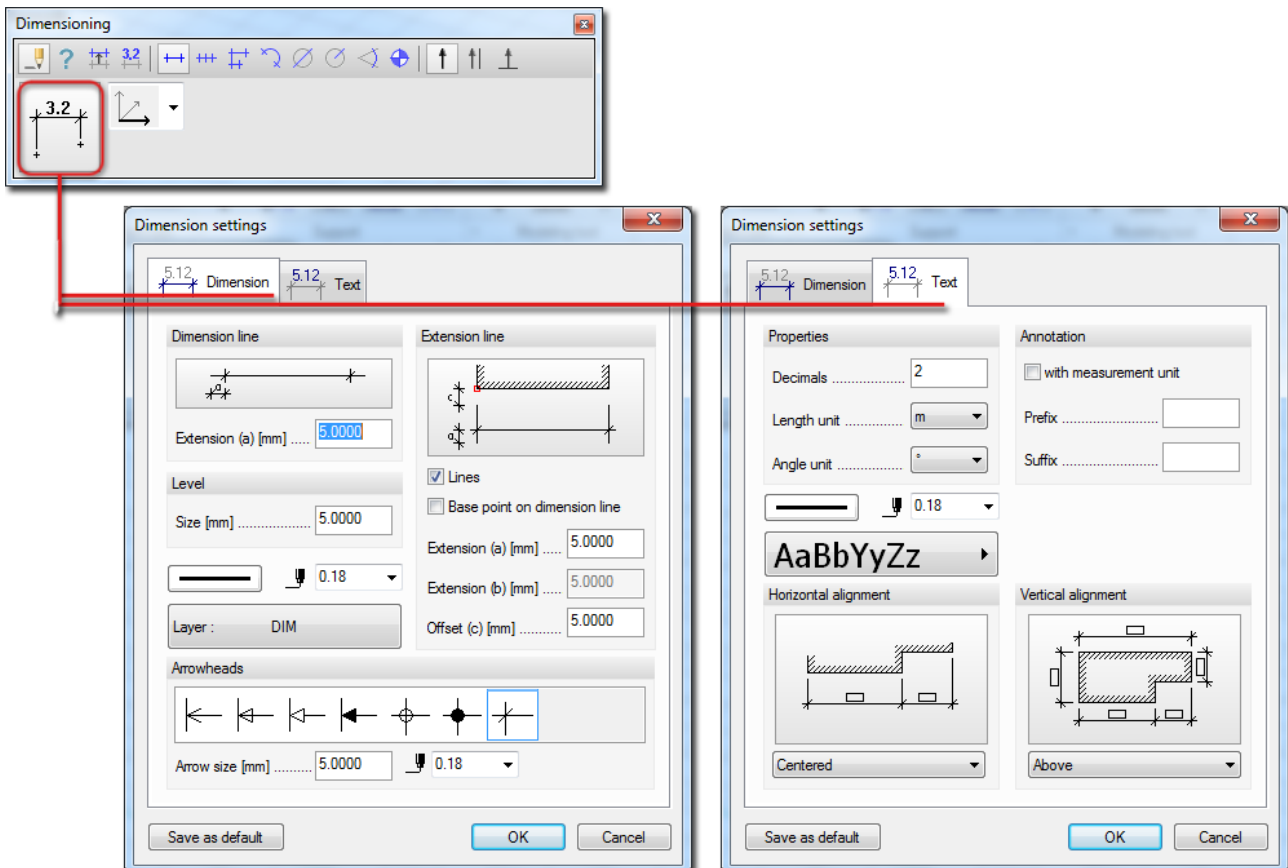 Dimensioning
? 3.2
3.2
Dimension settings
5.12 Dimension
5.12 Text
Dimension line
a
Extension (a) [mm] ..... 5.0000
Level
Size [mm] ................... 5.0000
0.18
Layer : DIM
Extension line
c
a
Lines
Base point on dimension line
Extension (a) [mm] ..... 5.0000
Extension (b) [mm] ..... 5.0000
Offset (c) [mm] ........... 5.0000
Arrowheads
Arrow size [mm] .......... 5.0000
0.18
Save as default
OK
Cancel
Dimension settings
5.12 Dimension
5.12 Text
Properties
Decimals ................... 2
Length unit ............... m
Angle unit ................. °
Annotation
with measurement unit
Prefix .........................
Suffix .........................
0.18
AaBbYyZz
Horizontal alignment
Centered
Vertical alignment
Above
Save as default
OK
Cancel